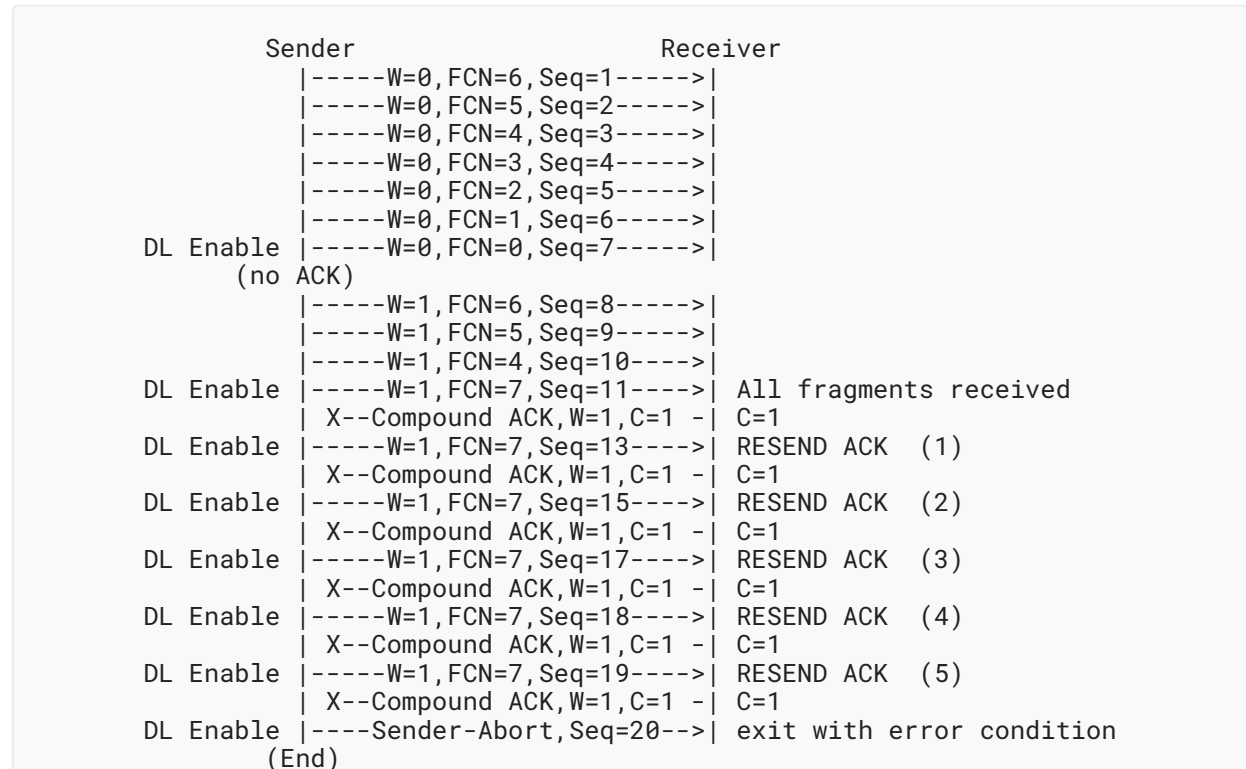 Sender                    Receiver
|-----W=0,FCN=6,Seq=1----->|
|-----W=0,FCN=5,Seq=2----->|
|-----W=0,FCN=4,Seq=3----->|
|-----W=0,FCN=3,Seq=4----->|
|-----W=0,FCN=2,Seq=5----->|
|-----W=0,FCN=1,Seq=6----->|
DL Enable |-----W=0,FCN=0,Seq=7----->|
(no ACK)
|-----W=1,FCN=6,Seq=8----->|
|-----W=1,FCN=5,Seq=9----->|
|-----W=1,FCN=4,Seq=10---->|
DL Enable |-----W=1,FCN=7,Seq=11---->| All fragments received
| X--Compound ACK,W=1,C=1 -| C=1
DL Enable |-----W=1,FCN=7,Seq=13---->| RESEND ACK  (1)
| X--Compound ACK,W=1,C=1 -| C=1
DL Enable |-----W=1,FCN=7,Seq=15---->| RESEND ACK  (2)
| X--Compound ACK,W=1,C=1 -| C=1
DL Enable |-----W=1,FCN=7,Seq=17---->| RESEND ACK  (3)
| X--Compound ACK,W=1,C=1 -| C=1
DL Enable |-----W=1,FCN=7,Seq=18---->| RESEND ACK  (4)
| X--Compound ACK,W=1,C=1 -| C=1
DL Enable |-----W=1,FCN=7,Seq=19---->| RESEND ACK  (5)
| X--Compound ACK,W=1,C=1 -| C=1
DL Enable |----Sender-Abort,Seq=20-->| exit with error condition
(End)